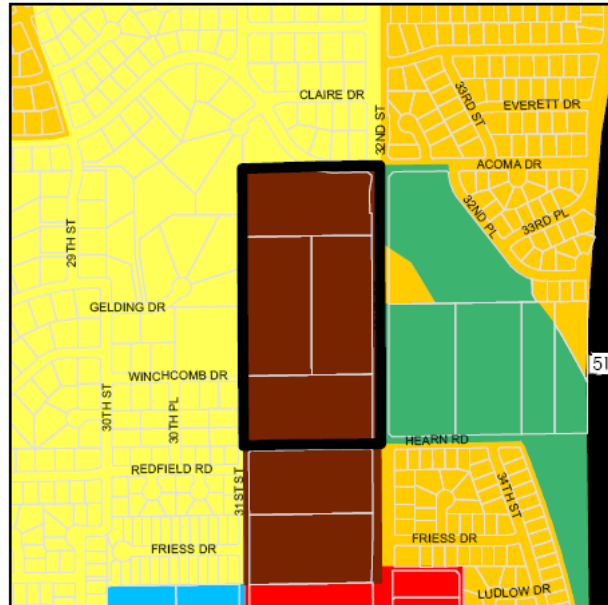 CLAIRE DR
32ND ST
33RD ST
EVERETT DR
ACOMA DR
32ND PL
33RD PL
29TH ST
GELDING DR
51
WINCHCOMB DR
30TH ST
30TH PL
HEARN RD
REDFIELD RD
31ST ST
34TH ST
FRIESS DR
FRIESS DR
LUDLOW DR